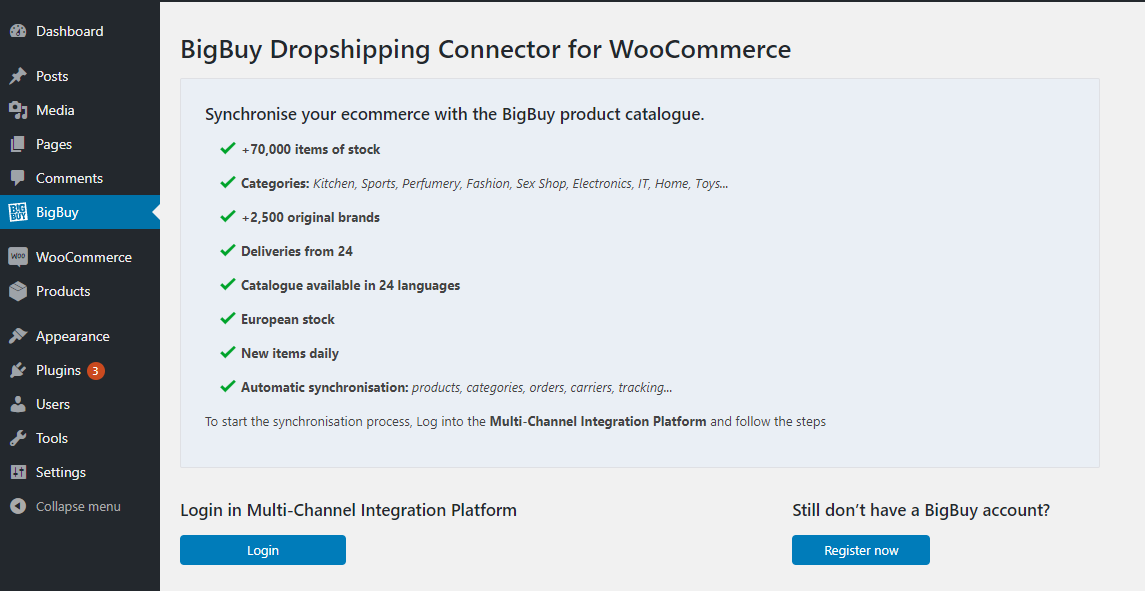 Dashboard
Posts
Media
Pages
Comments
BIG BUY
BigBuy
Woo
WooCommerce
Products
Appearance
Plugins 3
Users
Tools
Settings
Collapse menu
BigBuy Dropshipping Connector for WooCommerce
Synchronise your ecommerce with the BigBuy product catalogue.
+70,000 items of stock
Categories: Kitchen, Sports, Perfumery, Fashion, Sex Shop, Electronics, IT, Home, Toys...
+2,500 original brands
Deliveries from 24
Catalogue available in 24 languages
European stock
New items daily
Automatic synchronisation: products, categories, orders, carriers, tracking...
To start the synchronisation process, Log into the Multi-Channel Integration Platform and follow the steps
Login in Multi-Channel Integration Platform
Login
Still don’t have a BigBuy account?
Register now